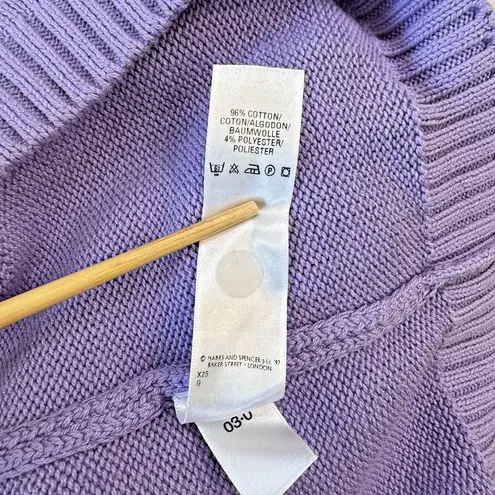 96% COTTON/
COTON/ALGODON/
BAUMWOLLE
4% POLYESTER/
POLIESTER
P
© MARKS AND SPENCER p.l.c. '97
BAKER STREET • LONDON
X25
G
03-0